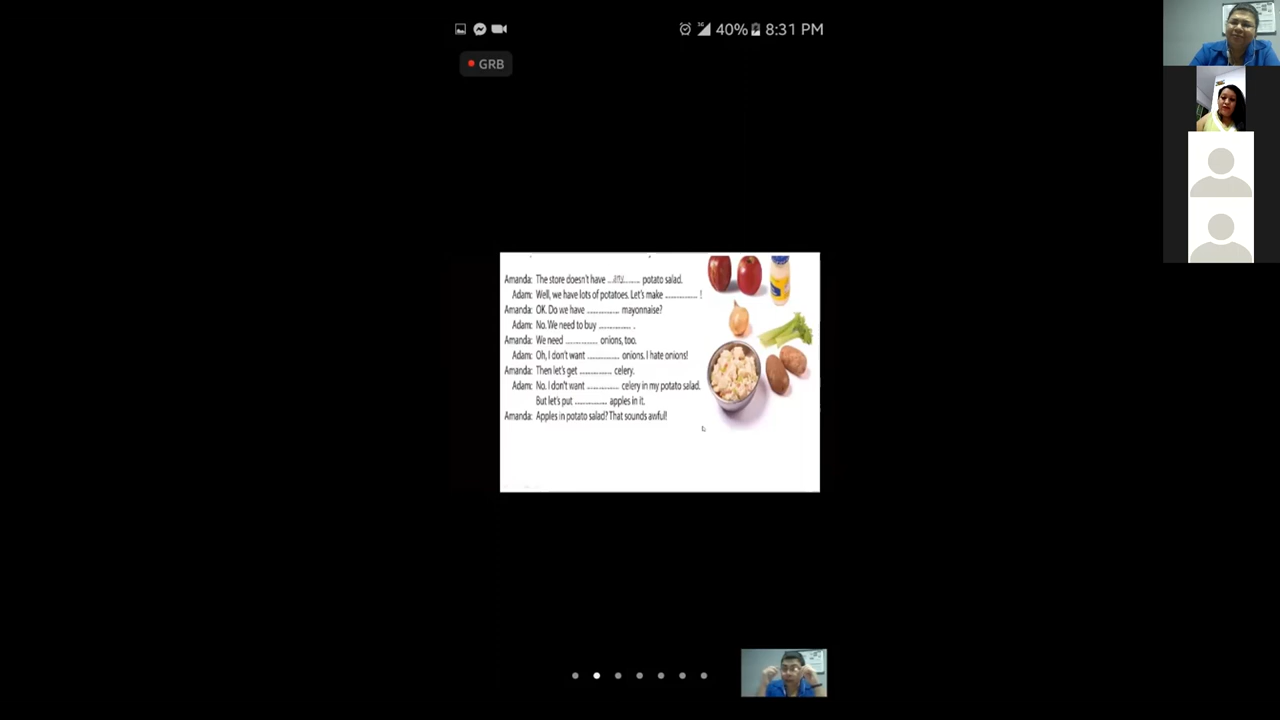 40% 8:31 PM
GRB
Amanda: The store doesn't have ....any........ potato salad.
Adam: Well, we have lots of potatoes. Let's make .............. !
Amanda: OK. Do we have .............. mayonnaise?
Adam: No. We need to buy .............. .
Amanda: We need .............. onions, too.
Adam: Oh, I don't want .............. onions. I hate onions!
Amanda: Then let's get .............. celery.
Adam: No. I don't want .............. celery in my potato salad.
But let's put .............. apples in it.
Amanda: Apples in potato salad? That sounds awful!